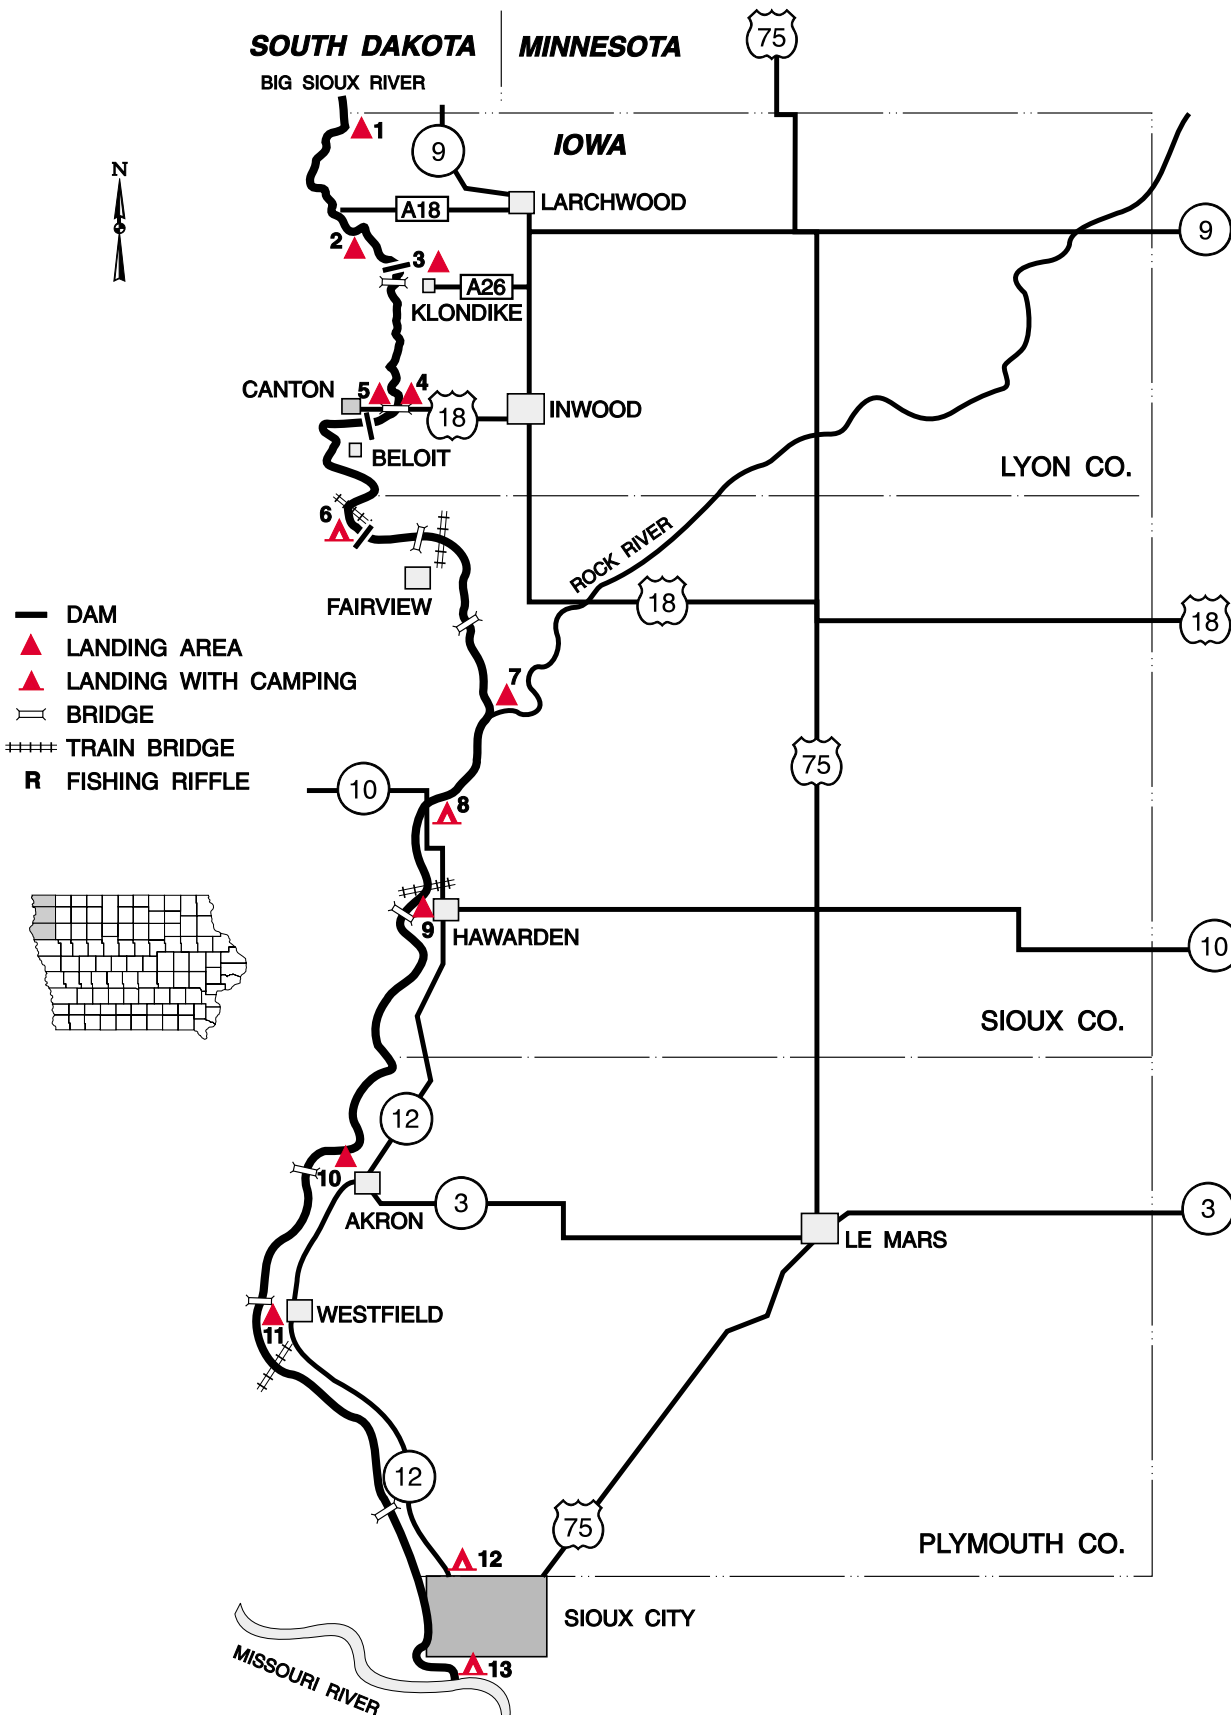 SOUTH DAKOTA
MINNESOTA
75
BIG SIOUX RIVER
1
9
IOWA
N
LARCHWOOD
A18
9
2
3
A26
KLONDIKE
CANTON
5
4
18
INWOOD
BELOIT
LYON CO.
6
ROCK RIVER
FAIRVIEW
18
18
DAM
LANDING AREA
LANDING WITH CAMPING
BRIDGE
TRAIN BRIDGE
R FISHING RIFFLE
7
75
10
8
9
HAWARDEN
10
SIOUX CO.
12
10
AKRON
3
3
LE MARS
WESTFIELD
11
12
75
PLYMOUTH CO.
12
SIOUX CITY
13
MISSOURI RIVER